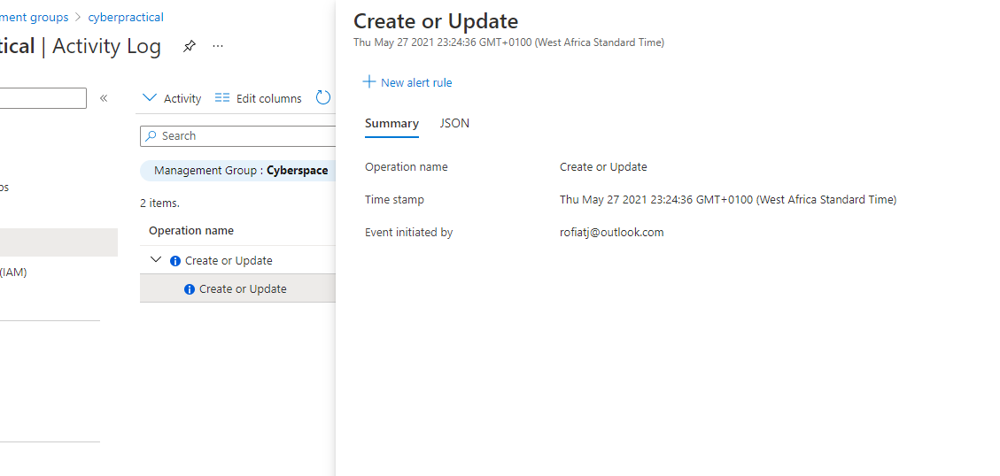 ment groups > cyberpractical
tical | Activity Log
...
«
Activity
Edit columns
Search
Management Group : Cyberspace
2 items.
Operation name
Create or Update
Create or Update
ps
(IAM)
Create or Update
Thu May 27 2021 23:24:36 GMT+0100 (West Africa Standard Time)
+ New alert rule
Summary JSON
Operation name Create or Update
Time stamp Thu May 27 2021 23:24:36 GMT+0100 (West Africa Standard Time)
Event initiated by rofiatj@outlook.com